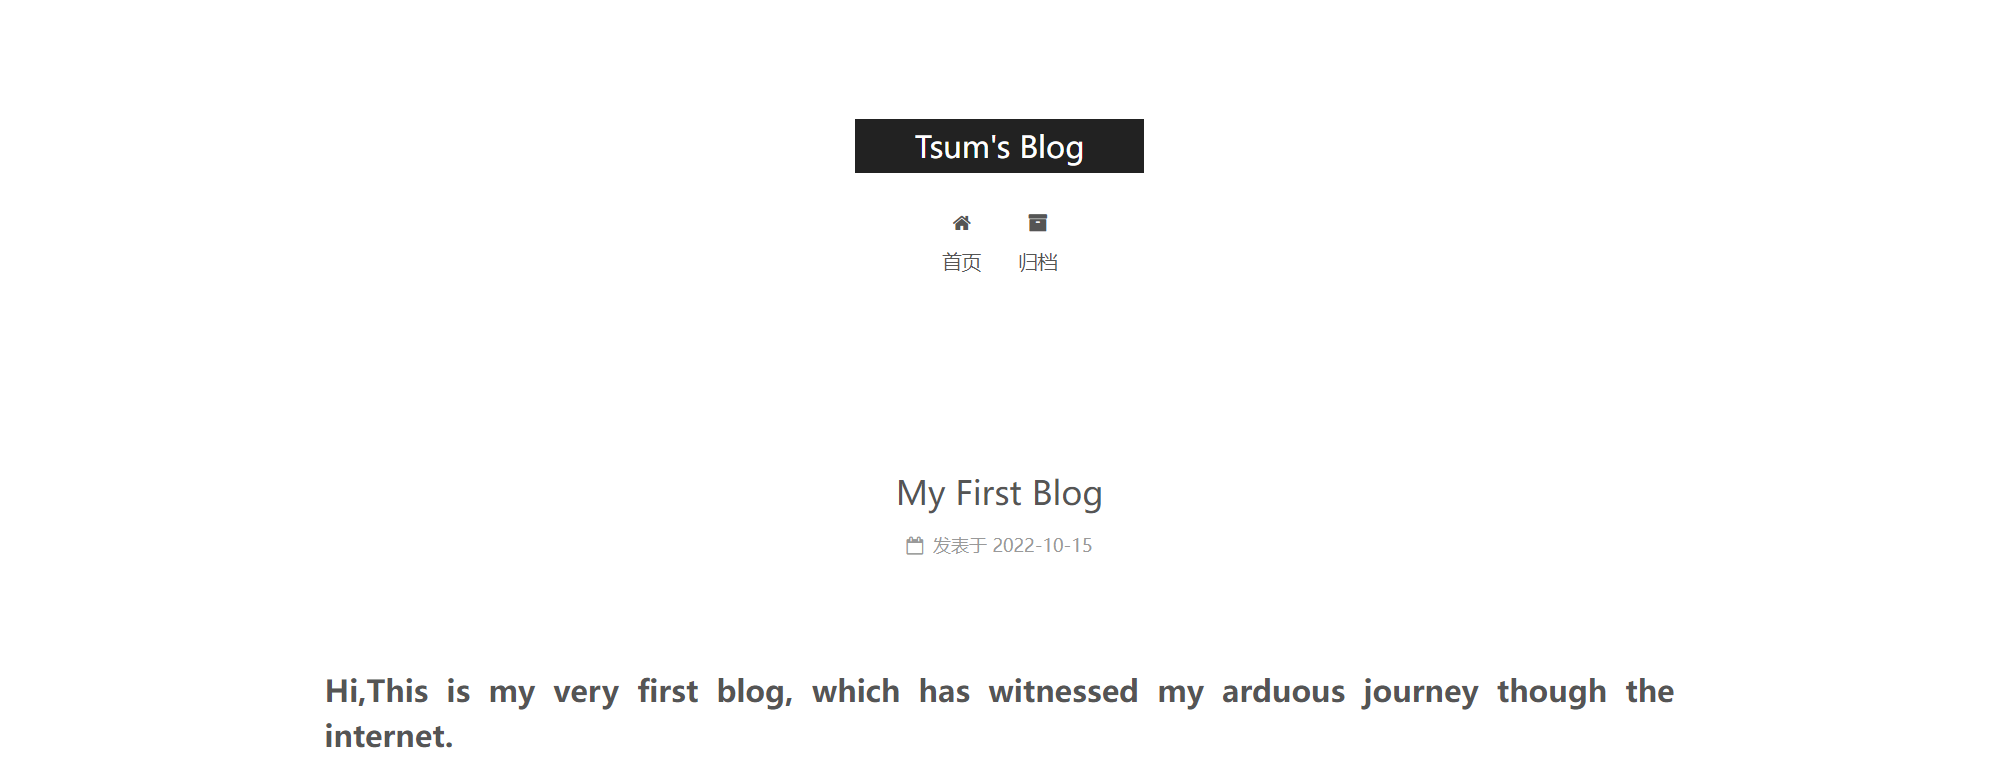 Tsum's Blog
首页 归档
My First Blog
发表于 2022-10-15
Hi,This is my very first blog, which has witnessed my arduous journey though the
internet.